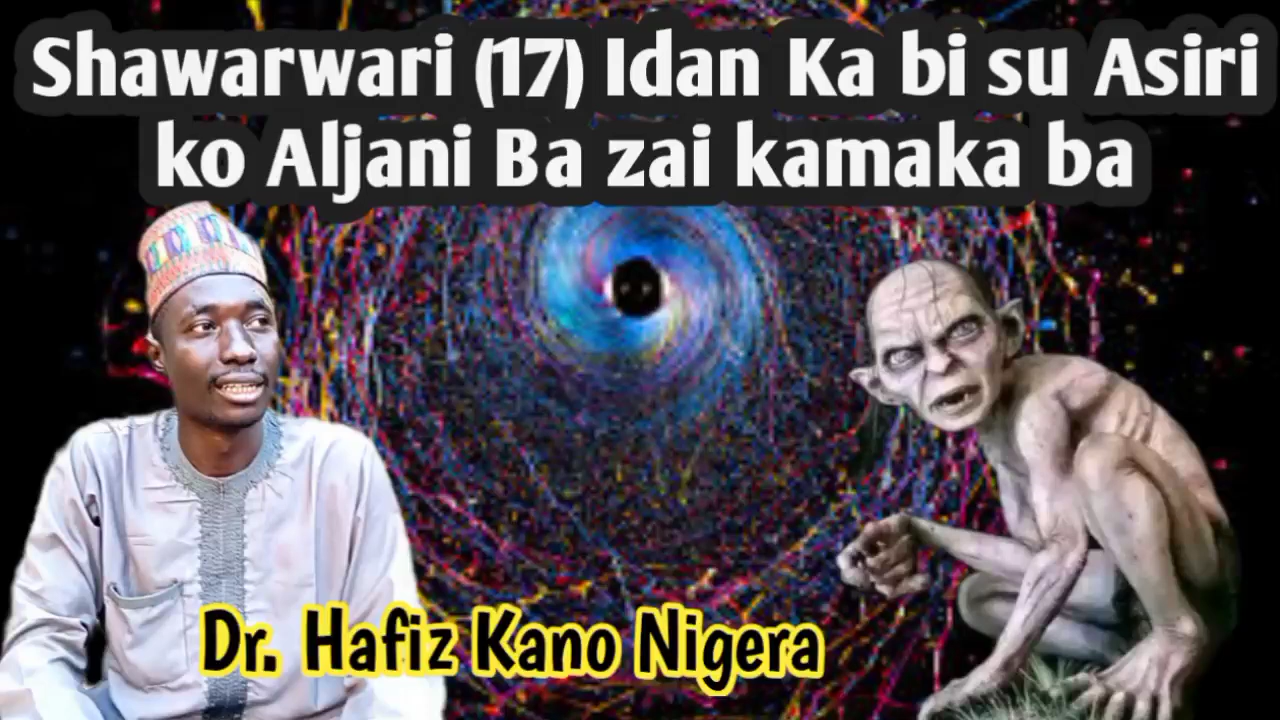 Shawarwari (17) Idan Ka bi su Asiri
ko Aljani Ba zai kamaka ba
Dr. Hafiz Kano Nigera